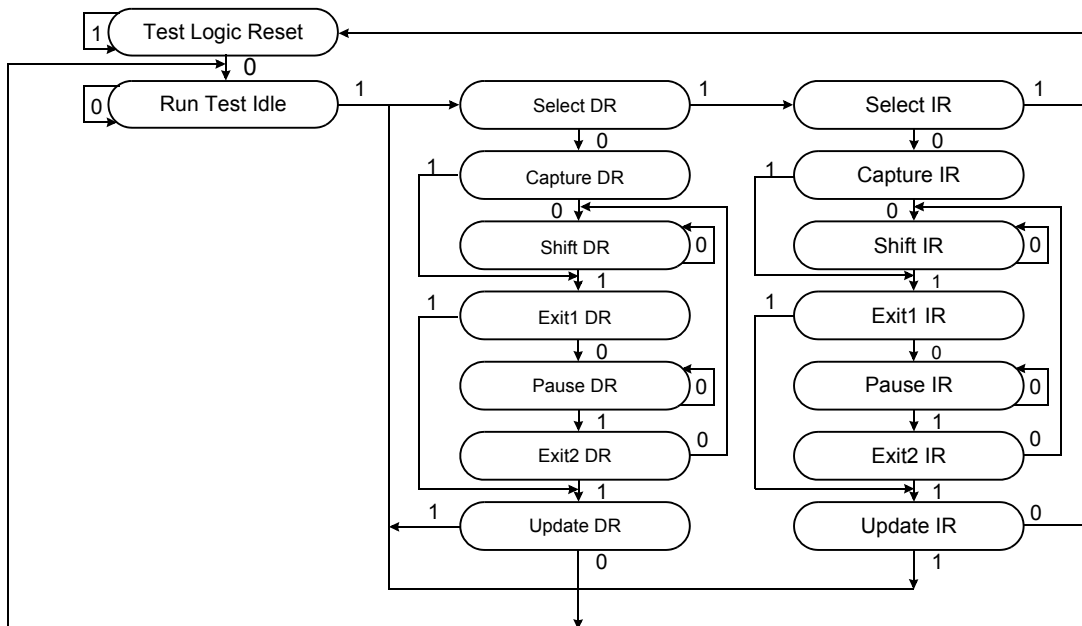 1
Test Logic Reset
0
0
Run Test Idle
1
Select DR
1
Select IR
1
0
0
1
Capture DR
1
Capture IR
0
0
Shift DR
0
Shift IR
0
1
1
1
Exit1 DR
1
Exit1 IR
0
0
Pause DR
0
Pause IR
0
1
1
Exit2 DR
0
Exit2 IR
0
1
1
1
Update DR
Update IR
0
0
1